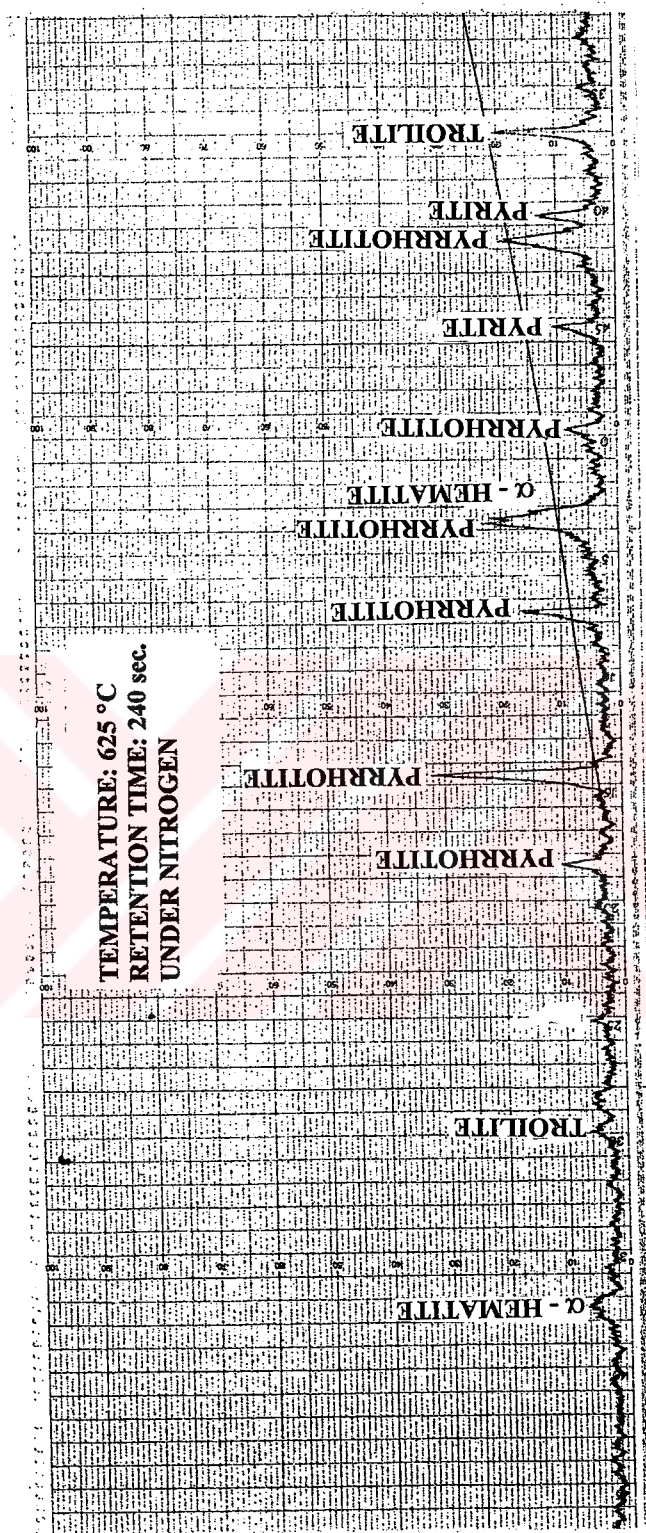 TEMPERATURE: 625 °C
RETENTION TIME: 240 sec.
UNDER NITROGEN
TROILITE
PYRITE
PYRRHOTITE
PYRITE
PYRRHOTITE
α - HEMATITE
PYRRHOTITE
PYRRHOTITE
PYRRHOTITE
PYRRHOTITE
TROILITE
α - HEMATITE